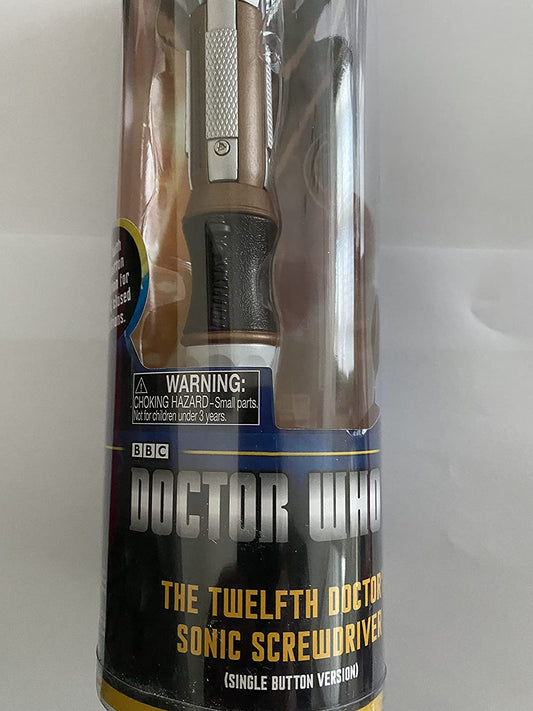 for
WARNING:
CHOKING HAZARD-Small parts.
Not for children under 3 years.
BBC
DOCTOR WHO
THE TWELFTH DOCTOR
SONIC SCREWDRIVER
(SINGLE BUTTON VERSION)